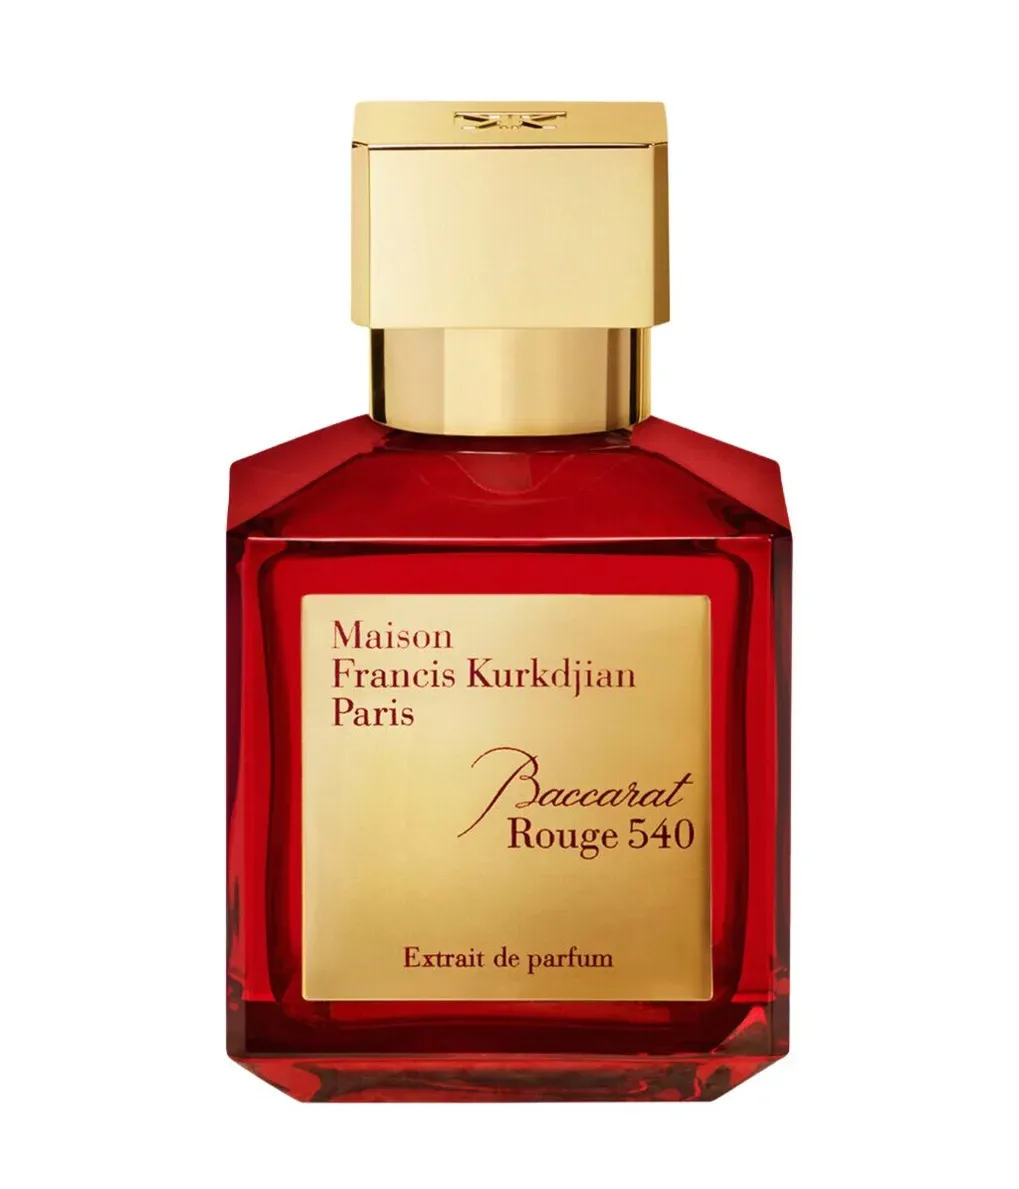 Maison
Francis Kurkdjian
Paris
Baccarat
Rouge 540
Extrait de parfum